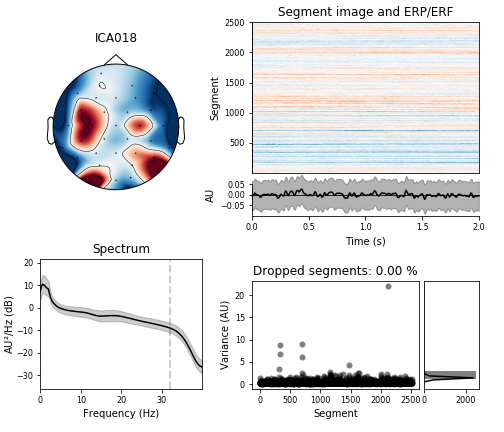 ICA018
Segment image and ERP/ERF
2500
2000
1500
1000
500
Segment
0.05
0.00
−0.05
AU
0.0 0.5 1.0 1.5 2.0
Time (s)
Spectrum
20
10
0
−10
−20
−30
AU²/Hz (dB)
0 10 20 30
Frequency (Hz)
Dropped segments: 0.00 %
20
15
10
5
0
Variance (AU)
0 500 1000 1500 2000 2500
Segment
0 2000